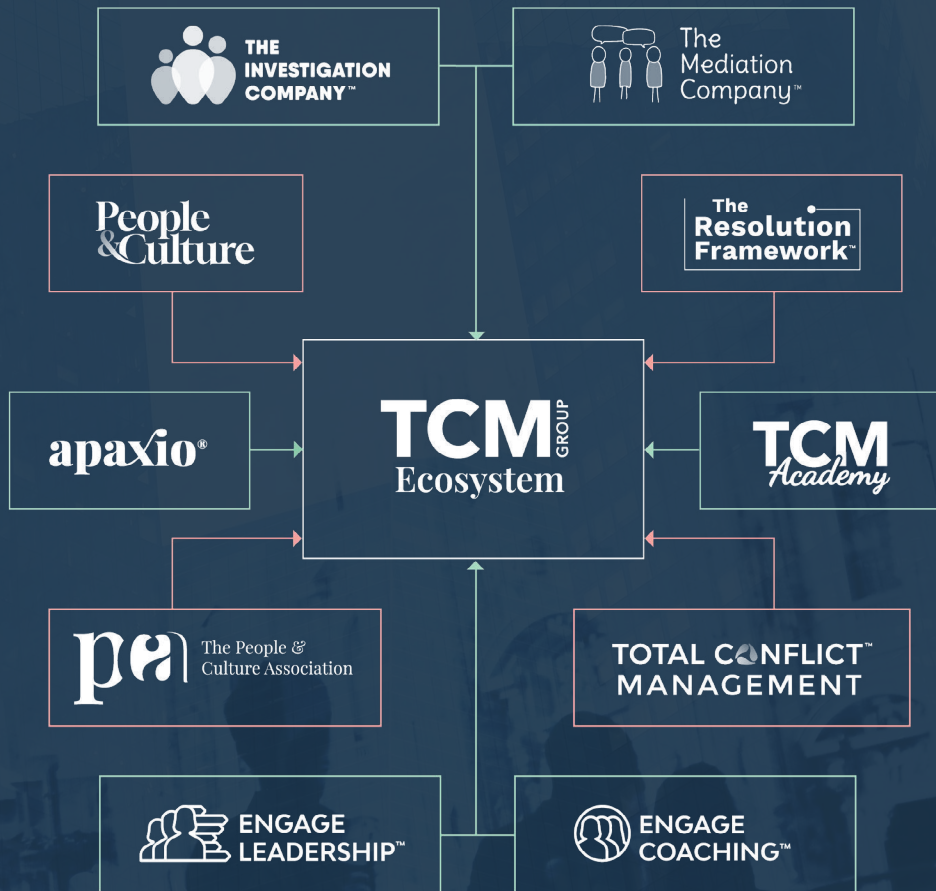 THE
INVESTIGATION
COMPANY™
The
Mediation
Company™
People
&Culture
The
Resolution
Framework™
apaxio®
TCM GROUP
Ecosystem
TCM
Academy
pca The People &
Culture Association
TOTAL CONFLICT™
MANAGEMENT
ENGAGE
LEADERSHIP™
ENGAGE
COACHING™